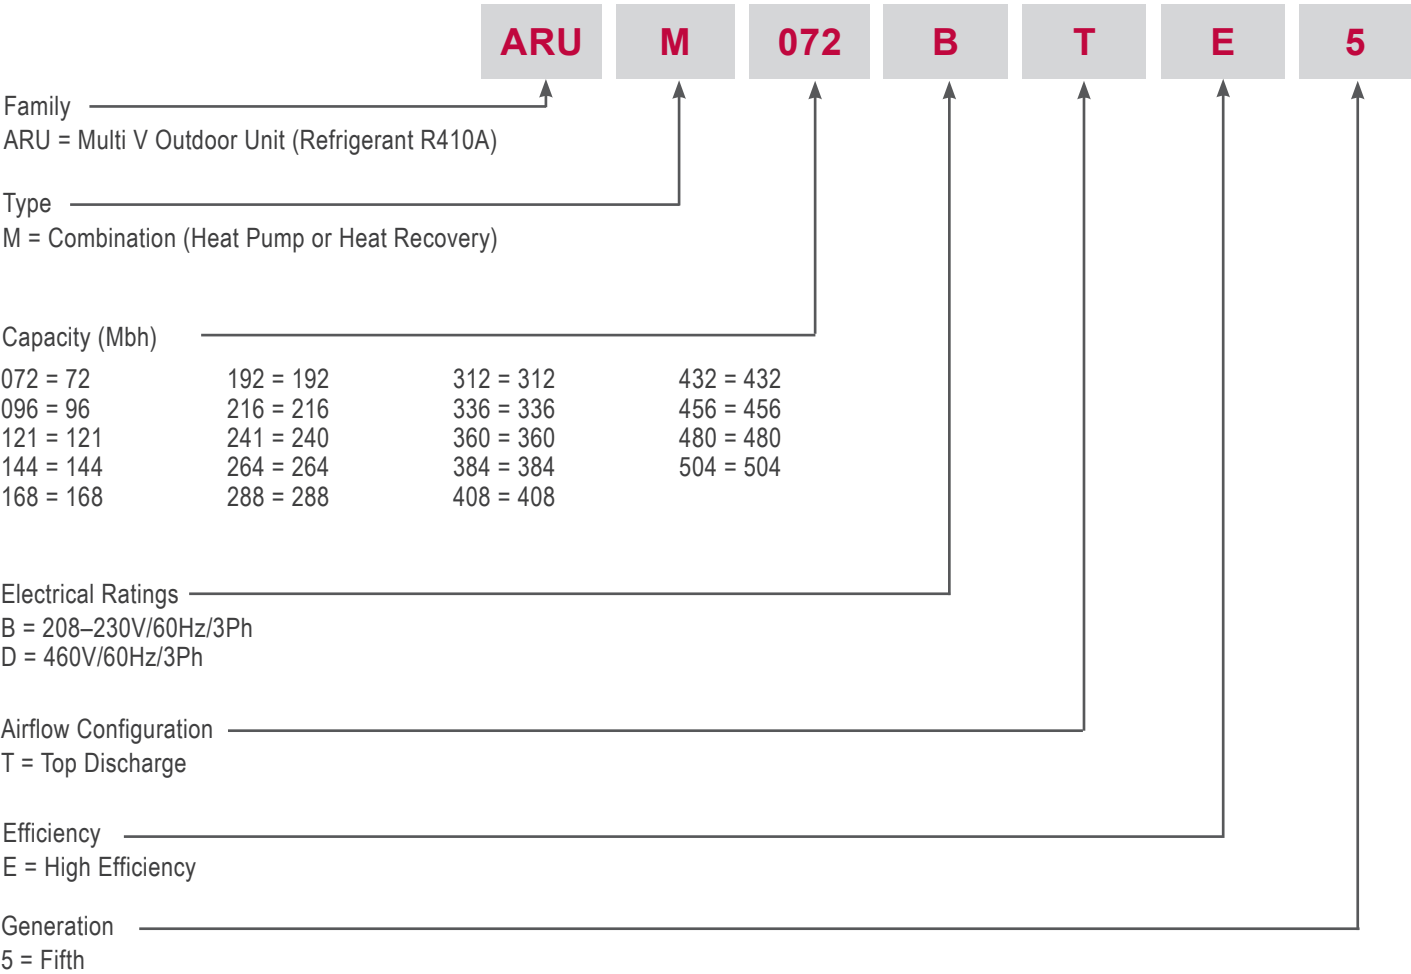 ARU M 072 B T E 5
Family
ARU = Multi V Outdoor Unit (Refrigerant R410A)
Type
M = Combination (Heat Pump or Heat Recovery)
Capacity (Mbh)
072 = 72 192 = 192 312 = 312 432 = 432
096 = 96 216 = 216 336 = 336 456 = 456
121 = 121 241 = 240 360 = 360 480 = 480
144 = 144 264 = 264 384 = 384 504 = 504
168 = 168 288 = 288 408 = 408
Electrical Ratings
B = 208–230V/60Hz/3Ph
D = 460V/60Hz/3Ph
Airflow Configuration
T = Top Discharge
Efficiency
E = High Efficiency
Generation
5 = Fifth